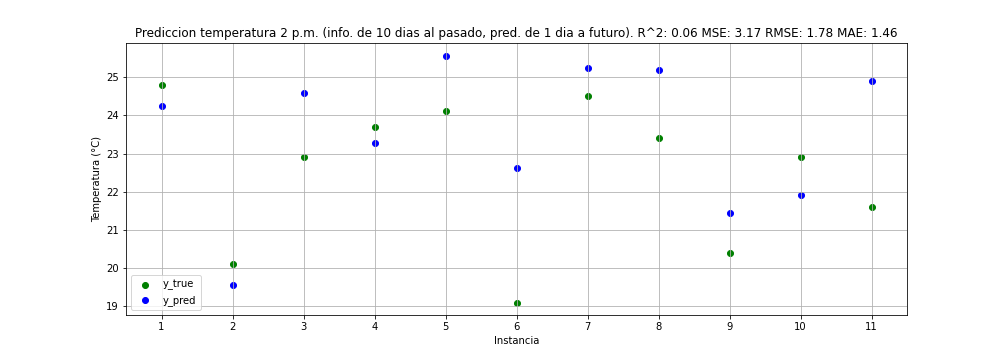 Prediccion temperatura 2 p.m. (info. de 10 dias al pasado, pred. de 1 dia a futuro). R^2: 0.06 MSE: 3.17 RMSE: 1.78 MAE: 1.46
Temperatura (°C)
25
24
23
22
21
20
19
y_true
y_pred
1 2 3 4 5 6 7 8 9 10 11
Instancia